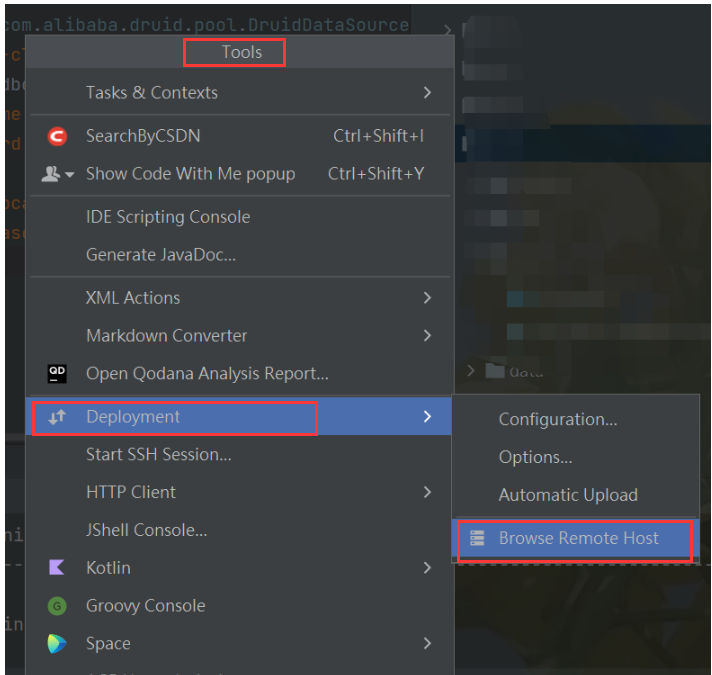 com.alibaba.druid.pool.DruidDataSource
Tools
Tasks & Contexts
SearchByCSDN Ctrl+Shift+I
Show Code With Me popup Ctrl+Shift+Y
IDE Scripting Console
Generate JavaDoc...
XML Actions
Markdown Converter
QD Open Qodana Analysis Report...
data
Deployment
Configuration...
Start SSH Session...
Options...
HTTP Client
Automatic Upload
JShell Console...
Browse Remote Host
Kotlin
G Groovy Console
Space